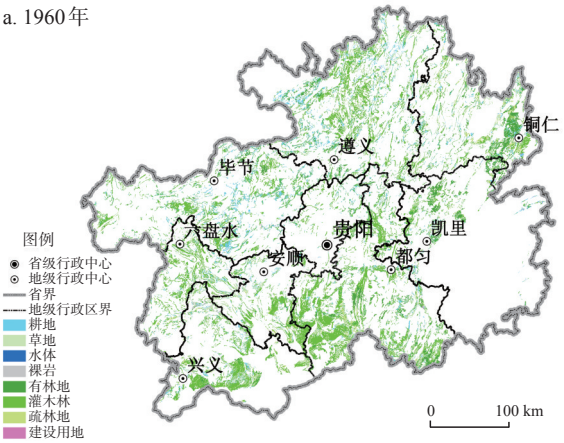 a. 1960年
铜仁
遵义
毕节
六盘水
贵阳
凯里
安顺
都匀
兴义
图例
省级行政中心
地级行政中心
省界
地级行政区界
耕地
草地
水体
裸岩
有林地
灌木林
疏林地
建设用地
0 100 km